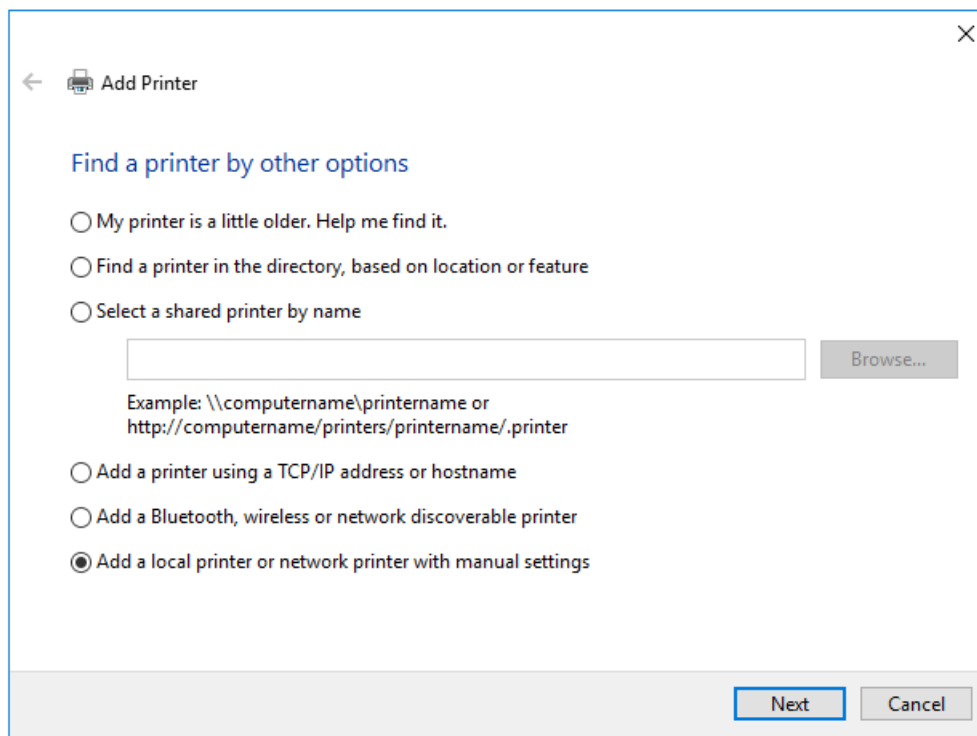 Add Printer
Find a printer by other options
My printer is a little older. Help me find it.
Find a printer in the directory, based on location or feature
Select a shared printer by name
Browse...
Example: \\computername\printername or
http://computername/printers/printername/.printer
Add a printer using a TCP/IP address or hostname
Add a Bluetooth, wireless or network discoverable printer
Add a local printer or network printer with manual settings
Next
Cancel